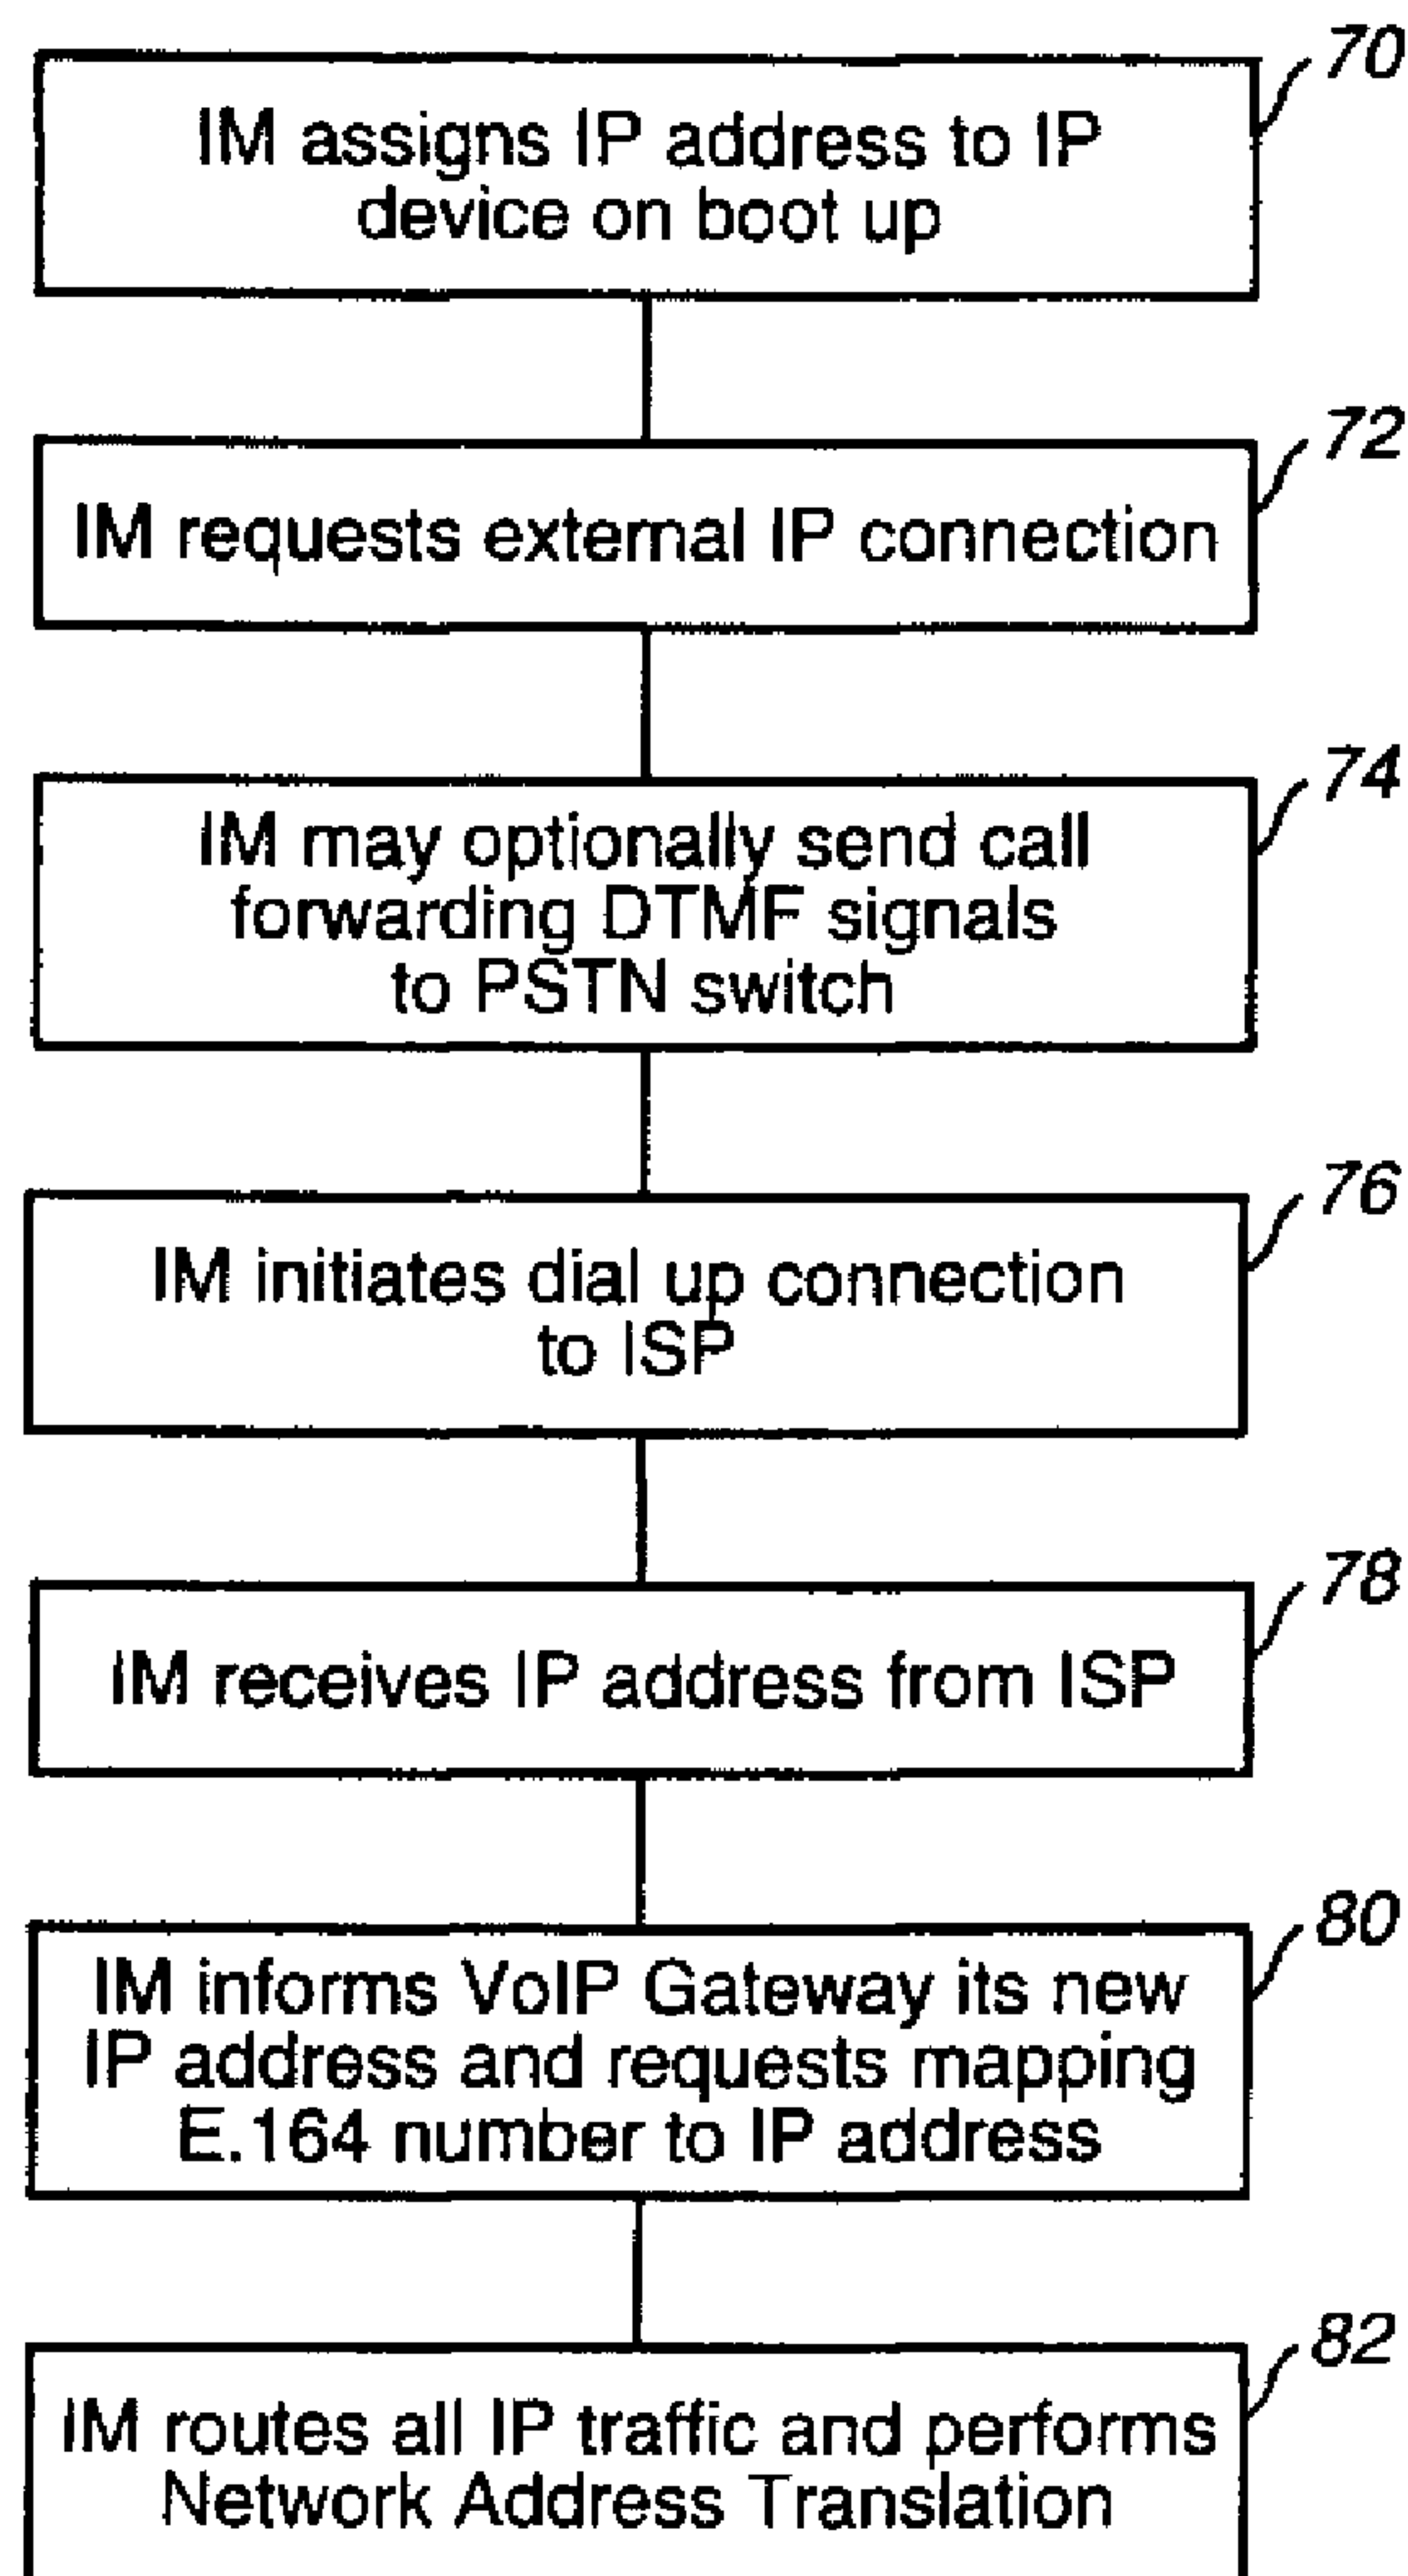 70
IM assigns IP address to IP
device on boot up
72
IM requests external IP connection
74
IM may optionally send call
forwarding DTMF signals
to PSTN switch
76
IM initiates dial up connection
to ISP
78
IM receives IP address from ISP
80
IM informs VoIP Gateway its new
IP address and requests mapping
E.164 number to IP address
82
IM routes all IP traffic and performs
Network Address Translation